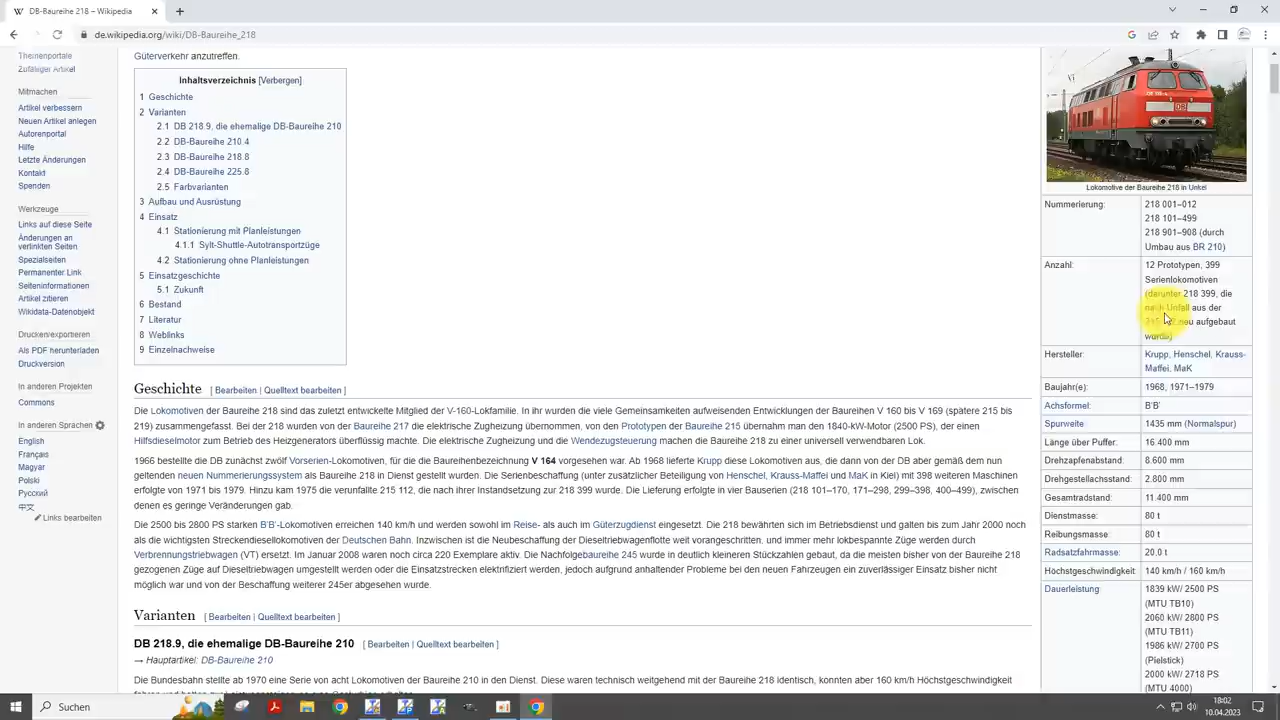 DB-Baureihe 218 – Wikipedia
de.wikipedia.org/wiki/DB-Baureihe_218
Themenportale
Zufälliger Artikel
Mitmachen
Artikel verbessern
Neuen Artikel anlegen
Autorenportal
Hilfe
Letzte Änderungen
Kontakt
Spenden
Werkzeuge
Links auf diese Seite
Änderungen an
verlinkten Seiten
Spezialseiten
Permanenter Link
Seiteninformationen
Artikel zitieren
Wikidata-Datenobjekt
Drucken/exportieren
Als PDF herunterladen
Druckversion
In anderen Projekten
Commons
In anderen Sprachen
English
Français
Magyar
Polski
Русский
中文
Links bearbeiten
Güterverkehr anzutreffen.
Inhaltsverzeichnis [Verbergen]
1 Geschichte
2 Varianten
2.1 DB 218.9, die ehemalige DB-Baureihe 210
2.2 DB-Baureihe 210.4
2.3 DB-Baureihe 218.8
2.4 DB-Baureihe 225.8
2.5 Farbvarianten
3 Aufbau und Ausrüstung
4 Einsatz
4.1 Stationierung mit Planleistungen
4.1.1 Sylt-Shuttle-Autotransportzüge
4.2 Stationierung ohne Planleistungen
5 Einsatzgeschichte
5.1 Zukunft
6 Bestand
7 Literatur
8 Weblinks
9 Einzelnachweise
Geschichte [ Bearbeiten | Quelltext bearbeiten ]
Die Lokomotiven der Baureihe 218 sind das zuletzt entwickelte Mitglied der V-160-Lokfamilie. In ihr wurden die viele Gemeinsamkeiten aufweisenden Entwicklungen der Baureihen V 160 bis V 169 (spätere 215 bis
219) zusammengefasst. Bei der 218 wurden von der Baureihe 217 die elektrische Zugheizung übernommen, von den Prototypen der Baureihe 215 übernahm man den 1840-kW-Motor (2500 PS), der einen
Hilfsdieselmotor zum Betrieb des Heizgenerators überflüssig machte. Die elektrische Zugheizung und die Wendezugsteuerung machen die Baureihe 218 zu einer universell verwendbaren Lok.
1966 bestellte die DB zunächst zwölf Vorserien-Lokomotiven, für die die Baureihenbezeichnung V 164 vorgesehen war. Ab 1968 lieferte Krupp diese Lokomotiven aus, die dann von der DB aber gemäß dem nun
geltenden neuen Nummerierungssystem als Baureihe 218 in Dienst gestellt wurden. Die Serienbeschaffung (unter zusätzlicher Beteiligung von Henschel, Krauss-Maffei und MaK in Kiel) mit 398 weiteren Maschinen
erfolgte von 1971 bis 1979. Hinzu kam 1975 die verunfallte 215 112, die nach ihrer Instandsetzung zur 218 399 wurde. Die Lieferung erfolgte in vier Bauserien (218 101–170, 171–298, 299–398, 400–499), zwischen
denen es geringe Veränderungen gab.
Die 2500 bis 2800 PS starken B'B'-Lokomotiven erreichen 140 km/h und werden sowohl im Reise- als auch im Güterzugdienst eingesetzt. Die 218 bewährten sich im Betriebsdienst und galten bis zum Jahr 2000 noch
als die wichtigsten Streckendiesellokomotiven der Deutschen Bahn. Inzwischen ist die Neubeschaffung der Dieseltriebwagenflotte weit vorangeschritten, und immer mehr lokbespannte Züge werden durch
Verbrennungstriebwagen (VT) ersetzt. Im Januar 2008 waren noch circa 220 Exemplare aktiv. Die Nachfolgebaureihe 245 wurde in deutlich kleineren Stückzahlen gebaut, da die meisten bisher von der Baureihe 218
gezogenen Züge auf Dieseltriebwagen umgestellt werden oder die Einsatzstrecken elektrifiziert werden, jedoch aufgrund anhaltender Probleme bei den neuen Fahrzeugen ein zuverlässiger Einsatz bisher nicht
möglich war und von der Beschaffung weiterer 245er abgesehen wurde.
Varianten [ Bearbeiten | Quelltext bearbeiten ]
DB 218.9, die ehemalige DB-Baureihe 210 [ Bearbeiten | Quelltext bearbeiten ]
→ Hauptartikel: DB-Baureihe 210
Die Bundesbahn stellte ab 1970 eine Serie von acht Lokomotiven der Baureihe 210 in den Dienst. Diese waren technisch weitgehend mit der Baureihe 218 identisch, konnten aber 160 km/h Höchstgeschwindigkeit
DB
Lokomotive der Baureihe 218 in Unkel
Nummerierung: 218 001–012
218 101–499
218 901–908 (durch
Umbau aus BR 210)
Anzahl: 12 Prototypen, 399
Serienlokomotiven
(darunter 218 399, die
nach Unfall aus der
neu aufgebaut
wurde)
Hersteller: Krupp, Henschel, Krauss-
Maffei, MaK
Baujahr(e): 1968, 1971–1979
Achsformel: B'B'
Spurweite 1435 mm (Normalspur)
Länge über Puffer: 16.400 mm
Drehzapfenabstand: 8.600 mm
Drehgestellachsstand: 2.800 mm
Gesamtradstand: 11.400 mm
Dienstmasse: 80 t
Reibungsmasse: 80 t
Radsatzfahrmasse: 20,0 t
Höchstgeschwindigkeit: 140 km/h / 160 km/h
Dauerleistung: 1839 kW/ 2500 PS
(MTU TB10)
2060 kW/ 2800 PS
(MTU TB11)
1986 kW/ 2700 PS
(Pielstick)
2000 kW/ 2718 PS
(MTU 4000)
Suchen
18:02
10.04.2023